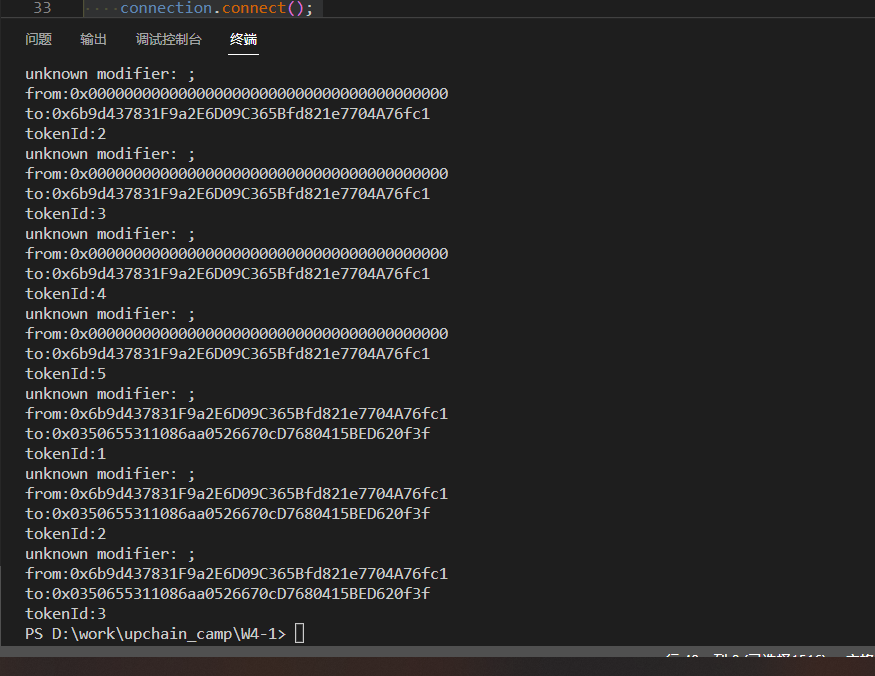 33 connection.connect();
问题 输出 调试控制台 终端
unknown modifier: ;
from:0x0000000000000000000000000000000000000000
to:0x6b9d437831F9a2E6D09C365Bfd821e7704A76fc1
tokenId:2
unknown modifier: ;
from:0x0000000000000000000000000000000000000000
to:0x6b9d437831F9a2E6D09C365Bfd821e7704A76fc1
tokenId:3
unknown modifier: ;
from:0x0000000000000000000000000000000000000000
to:0x6b9d437831F9a2E6D09C365Bfd821e7704A76fc1
tokenId:4
unknown modifier: ;
from:0x0000000000000000000000000000000000000000
to:0x6b9d437831F9a2E6D09C365Bfd821e7704A76fc1
tokenId:5
unknown modifier: ;
from:0x6b9d437831F9a2E6D09C365Bfd821e7704A76fc1
to:0x0350655311086aa0526670cD7680415BED620f3f
tokenId:1
unknown modifier: ;
from:0x6b9d437831F9a2E6D09C365Bfd821e7704A76fc1
to:0x0350655311086aa0526670cD7680415BED620f3f
tokenId:2
unknown modifier: ;
from:0x6b9d437831F9a2E6D09C365Bfd821e7704A76fc1
to:0x0350655311086aa0526670cD7680415BED620f3f
tokenId:3
PS D:\work\upchain_camp\W4-1>